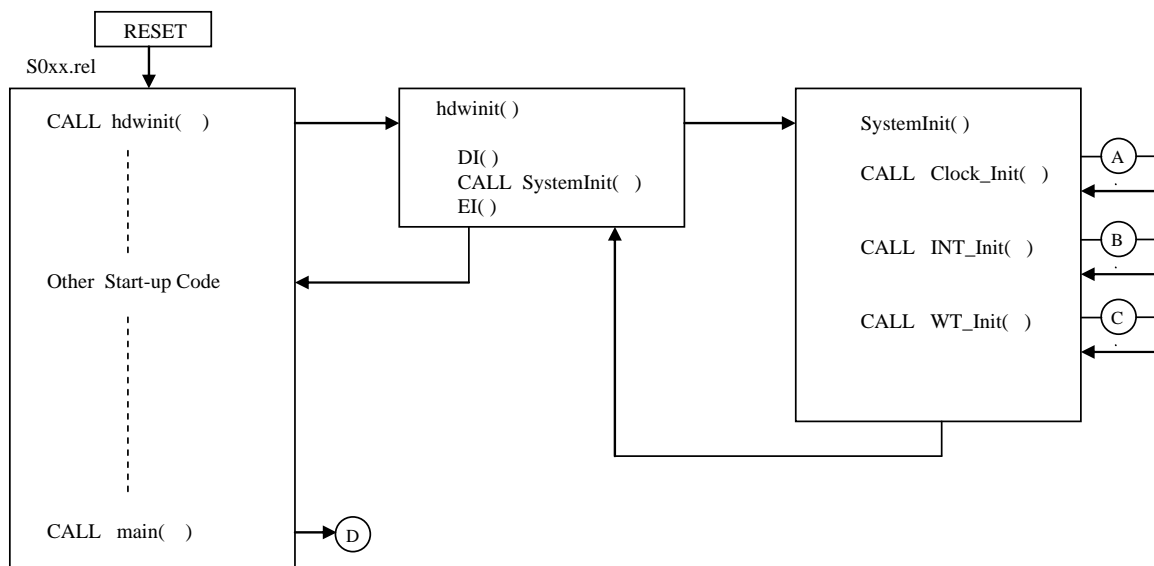 RESET
S0xx.rel
CALL hdwinit( )
Other Start-up Code
CALL main( )
D
hdwinit( )
DI( )
CALL SystemInit( )
EI( )
SystemInit( )
CALL Clock_Init( )
A
CALL INT_Init( )
B
CALL WT_Init( )
C